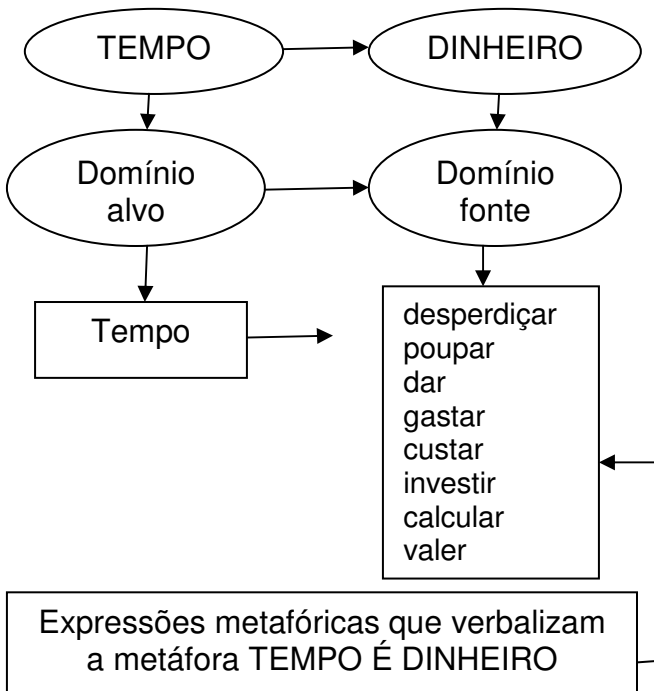 TEMPO
DINHEIRO
Domínio
alvo
Domínio
fonte
Tempo
desperdiçar
poupar
dar
gastar
custar
investir
calcular
valer
Expressões metafóricas que verbalizam
a metáfora TEMPO É DINHEIRO